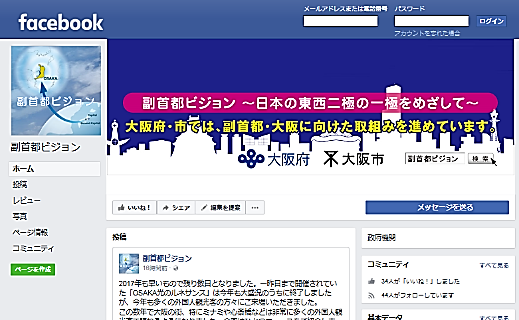 facebook
メールアドレスまたは電話番号
パスワード
ログイン
アカウントを忘れた場合
OSAKA
副首都ビジョン
副首都ビジョン ～日本の東西二極の一極をめざして～
大阪府・市では、副首都・大阪に向けた取組みを進めています。
大阪府
大阪市
副首都ビジョン
検索
副首都ビジョン
ホーム
投稿
レビュー
写真
ページ情報
コミュニティ
ページを作成
いいね！
シェア
編集を提案
メッセージを送る
投稿
副首都ビジョン
16時間前
2017年も早いもので残り数日となりました。一昨日まで開催されてい
た「OSAKA光のルネサンス」は今年も大盛況のうちに終了しました
が、今年も多くの外国人観光客の方々にご来場いただきました。
この数年で大阪の街、特にミナミや心斎橋などは非常に多くの外国人観
政府機関
コミュニティ
すべて見る
34人が「いいね！」しました
44人がフォローしています
すべて見る